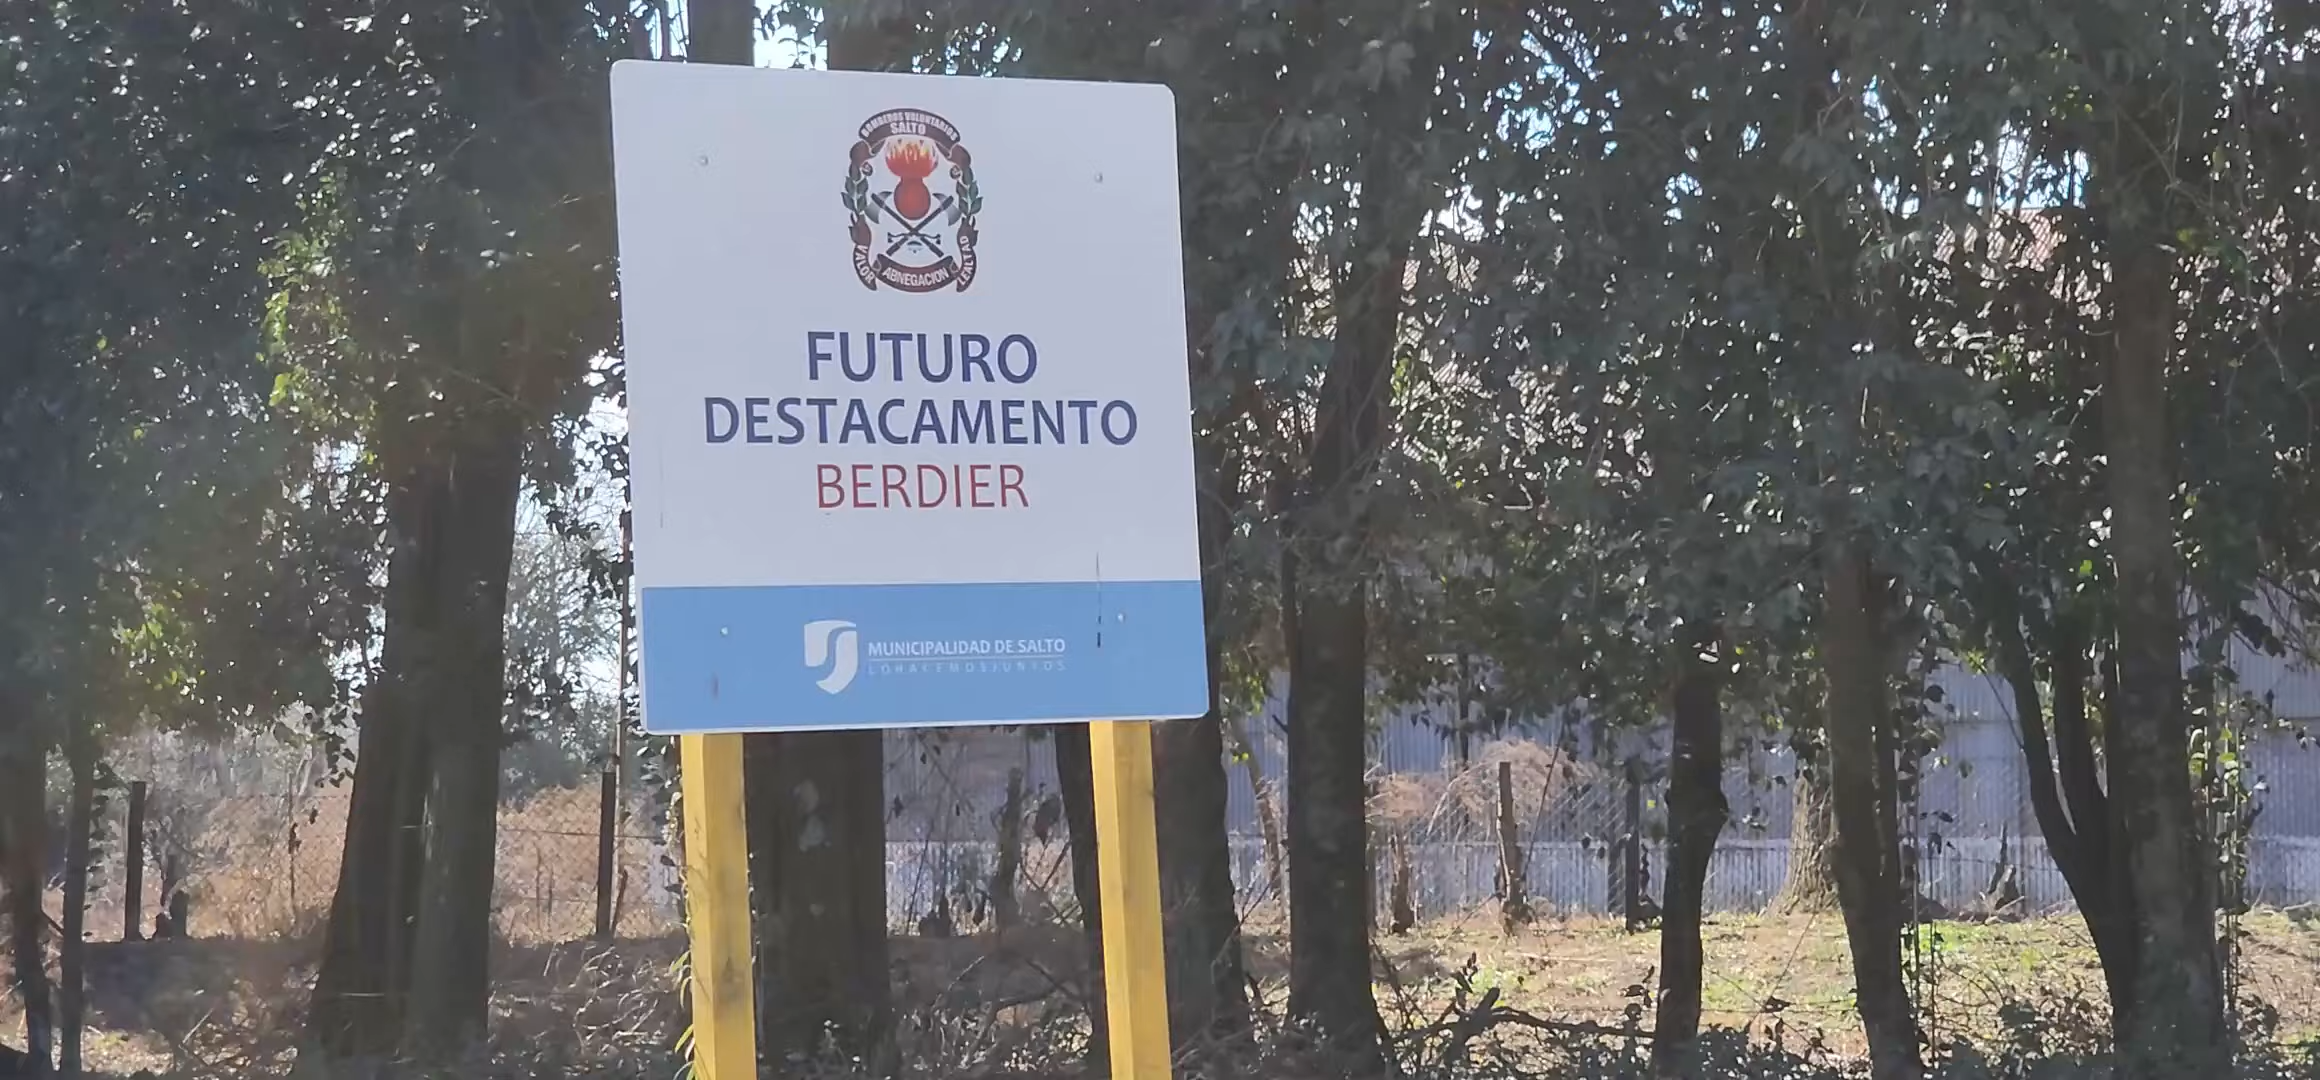 BOMBEROS VOLUNTARIOS
SALTO
VALOR
ABNEGACION
LEALTAD
FUTURO
DESTACAMENTO
BERDIER
MUNICIPALIDAD DE SALTO
LOHACEMOSJUNTOS